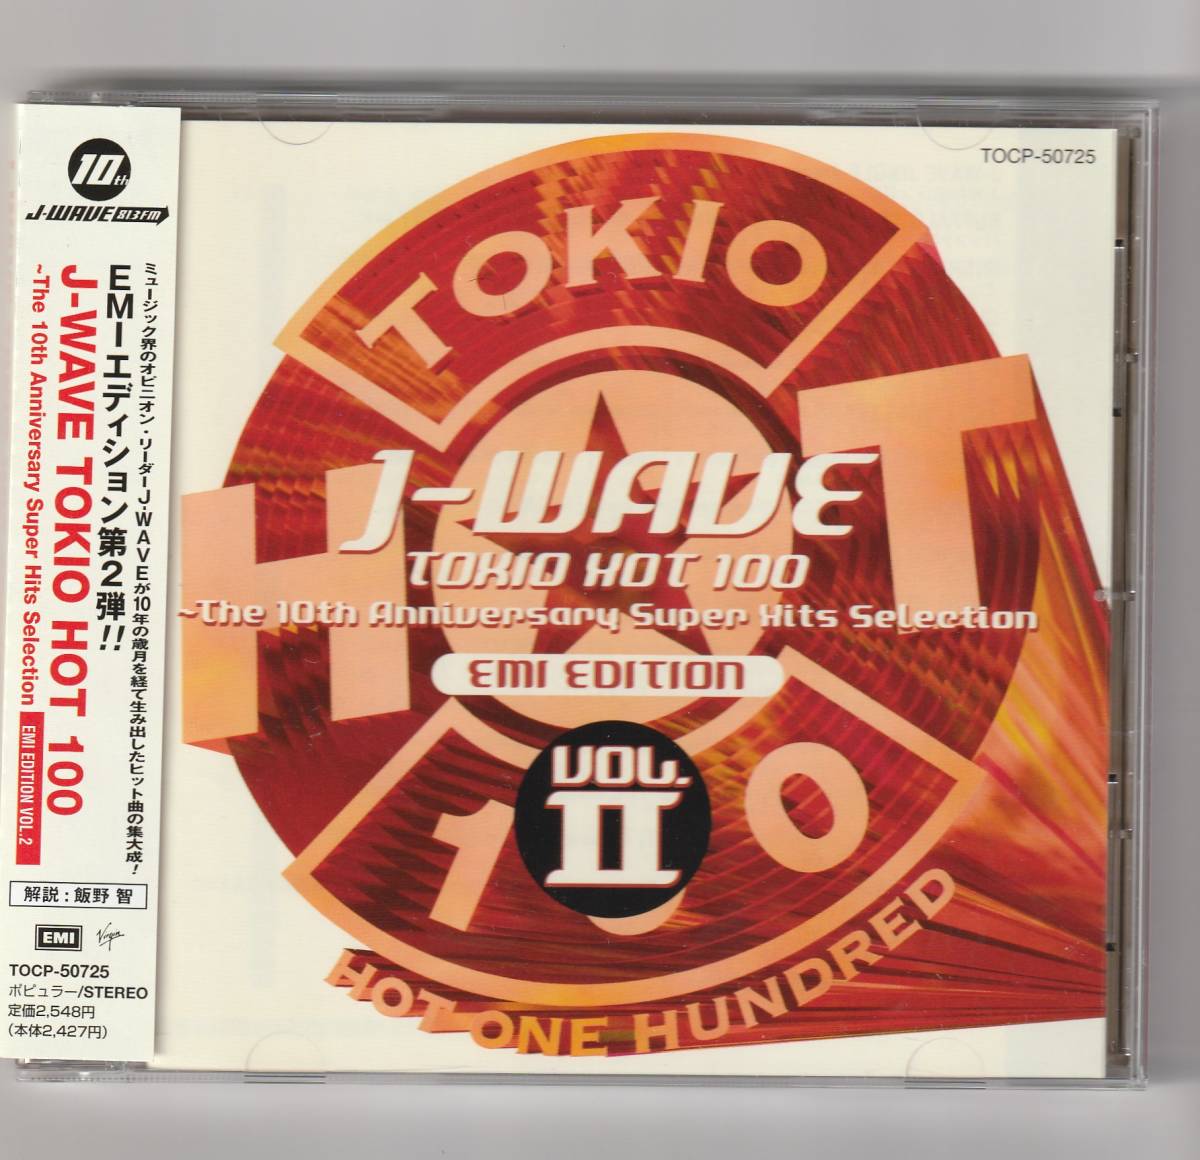 10th
J-WAVE 81.3FM
ミュージック界のオピニオン・リーダーJ-WAVEが10年の歳月を経て生み出したヒット曲の集大成!
EMIエディション第2弾!!
J-WAVE TOKIO HOT 100
~The 10th Anniversary Super Hits Selection
EMI EDITION VOL.2
解説:飯野 智
EMI
Virgin
TOCP-50725
ポピュラー/STEREO
定価2,548円
(本体2,427円)
TOCP-50725
TOKIO
H T
J-WAVE
TOKIO HOT 100
~The 10th Anniversary Super Hits Selection
EMI EDITION
VOL.
II
1 0
HOT ONE HUNDRED